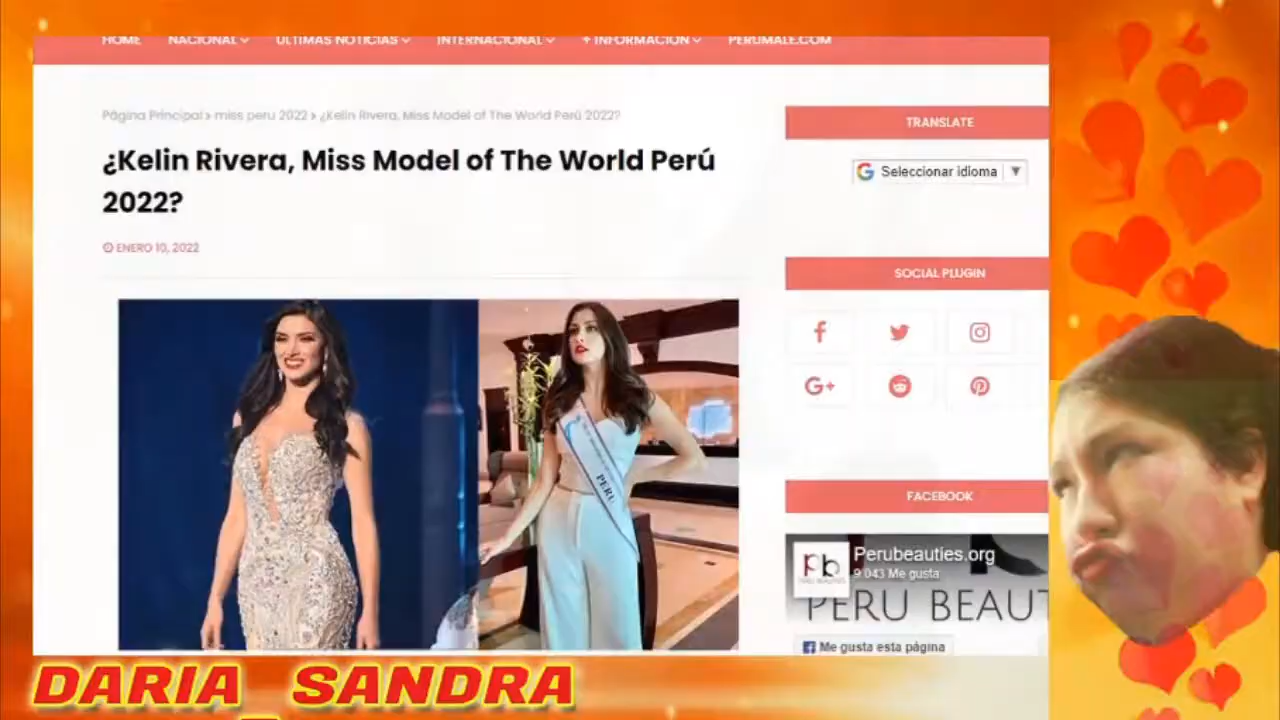 HOME NACIONAL ULTIMAS NOTICIAS INTERNACIONAL + INFORMACION PERUMALE.COM
Página Principal › miss peru 2022 › ¿Kelin Rivera, Miss Model of The World Perú 2022?
¿Kelin Rivera, Miss Model of The World Perú
2022?
ENERO 10, 2022
PERU
TRANSLATE
G Seleccionar idioma ▼
SOCIAL PLUGIN
G+
FACEBOOK
pb
Perubeauties.org
9 043 Me gusta
PERU BEAUT
Me gusta esta página
DARIA SANDRA